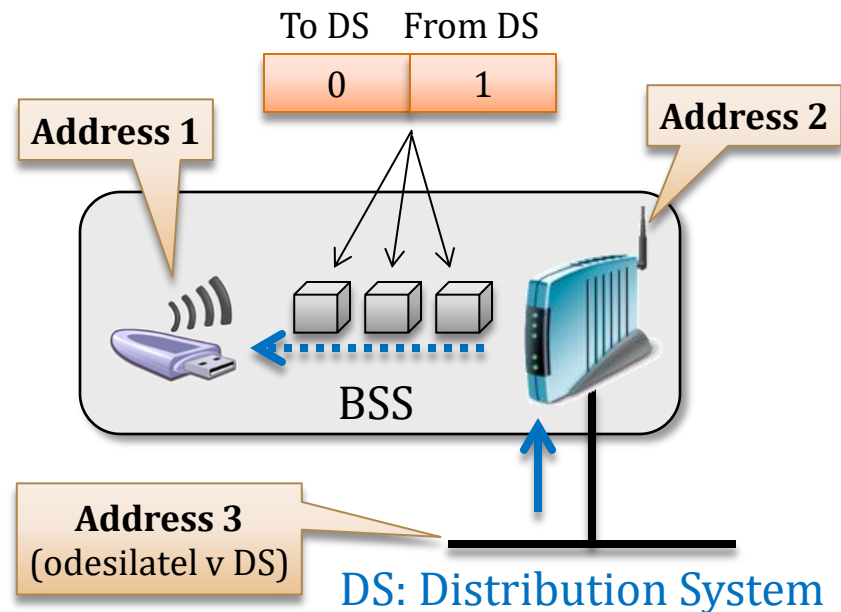 To DS From DS
0 1
Address 1
Address 2
BSS
Address 3
(odesilatel v DS)
DS: Distribution System